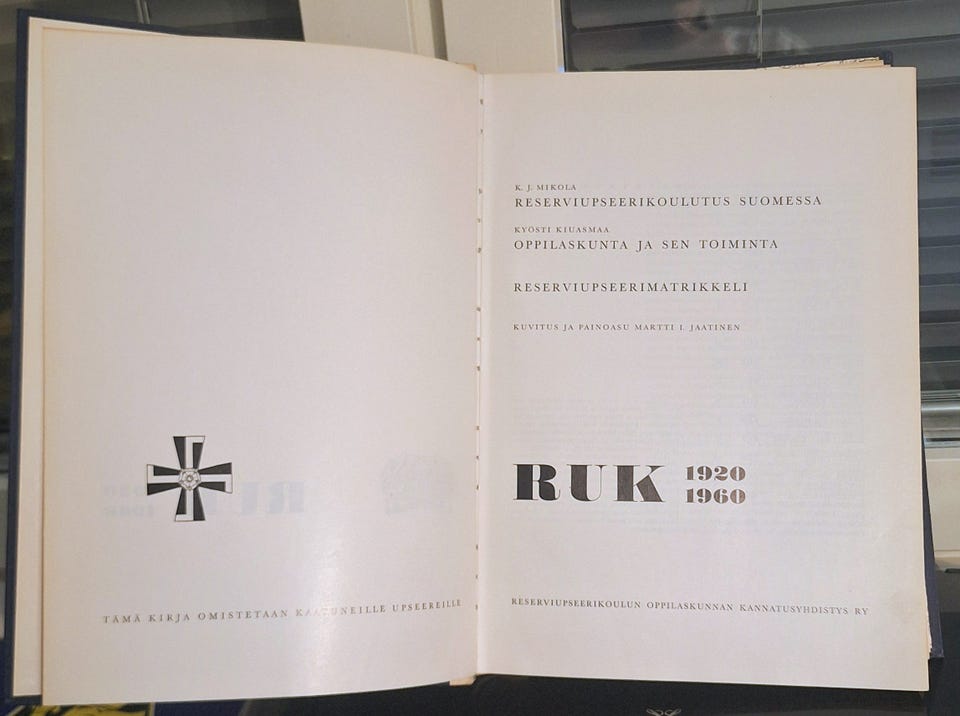 TÄMÄ KIRJA OMISTETAAN KAATUNEILLE UPSEEREILLE
K. J. MIKOLA
RESERVIUPSEERIKOULUTUS SUOMESSA
KYÖSTI KIUASMAA
OPPILASKUNTA JA SEN TOIMINTA
RESERVIUPSEERIMATRIKKELI
KUVITUS JA PAINOASU MARTTI I. JAATINEN
RUK 1920
1960
RESERVIUPSEERIKOULUN OPPILASKUNNAN KANNATUSYHDISTYS RY